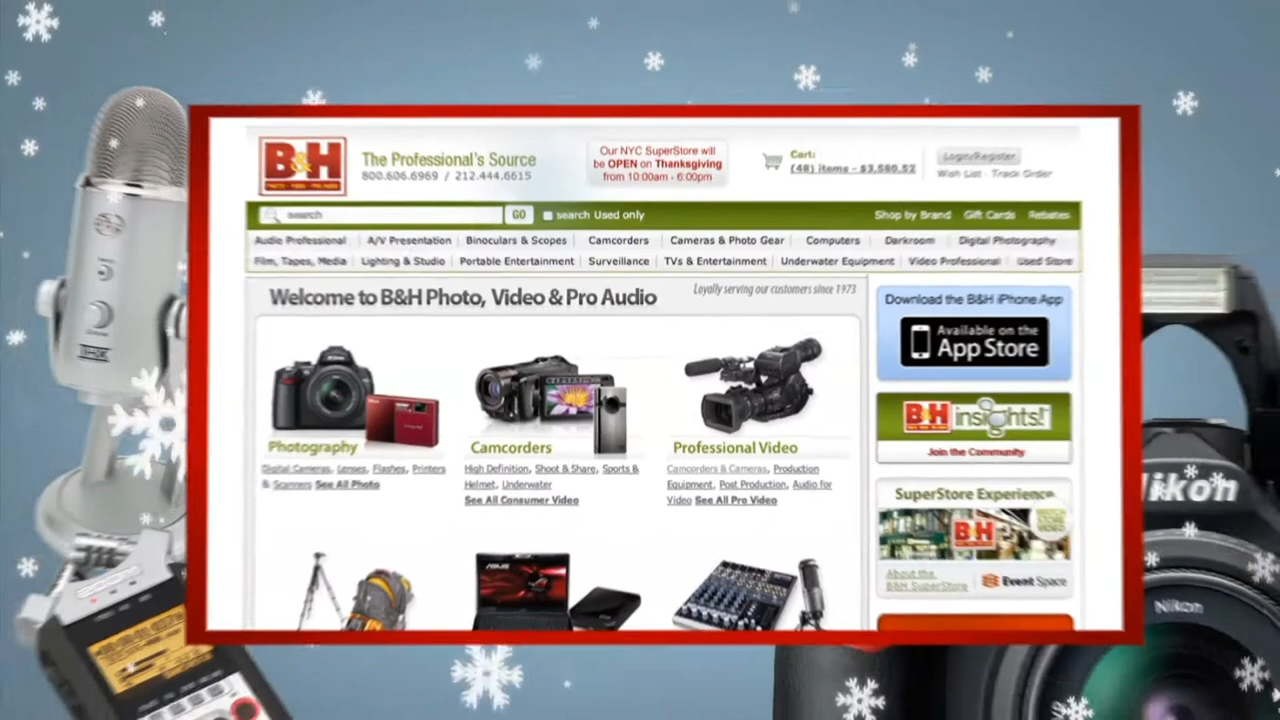 B&H
PHOTO - VIDEO - PRO AUDIO
The Professional's Source
800.606.6969 / 212.444.6615
Our NYC SuperStore will
be OPEN on Thanksgiving
from 10:00am - 6:00pm
Cart:
(48) items - $3,580.52
Login/Register
Wish List - Track Order
search
GO
search Used only
Shop by Brand
Gift Cards
Rebates
Audio Professional
A/V Presentation
Binoculars & Scopes
Camcorders
Cameras & Photo Gear
Computers
Darkroom
Digital Photography
Film, Tapes, Media
Lighting & Studio
Portable Entertainment
Surveillance
TVs & Entertainment
Underwater Equipment
Video Professional
Used Store
Welcome to B&H Photo, Video & Pro Audio
Loyally serving our customers since 1973
Photography
Digital Cameras, Lenses, Flashes, Printers
& Scanners See All Photo
Camcorders
High Definition, Shoot & Share, Sports &
Helmet, Underwater
See All Consumer Video
Professional Video
Camcorders & Cameras, Production
Equipment, Post Production, Audio for
Video See All Pro Video
Download the B&H iPhone App
Available on the
App Store
B&H insights!
Join the Community
SuperStore Experience
B&H
About the
B&H SuperStore
Event Space
ASUS
THX
Nikon
Nikon